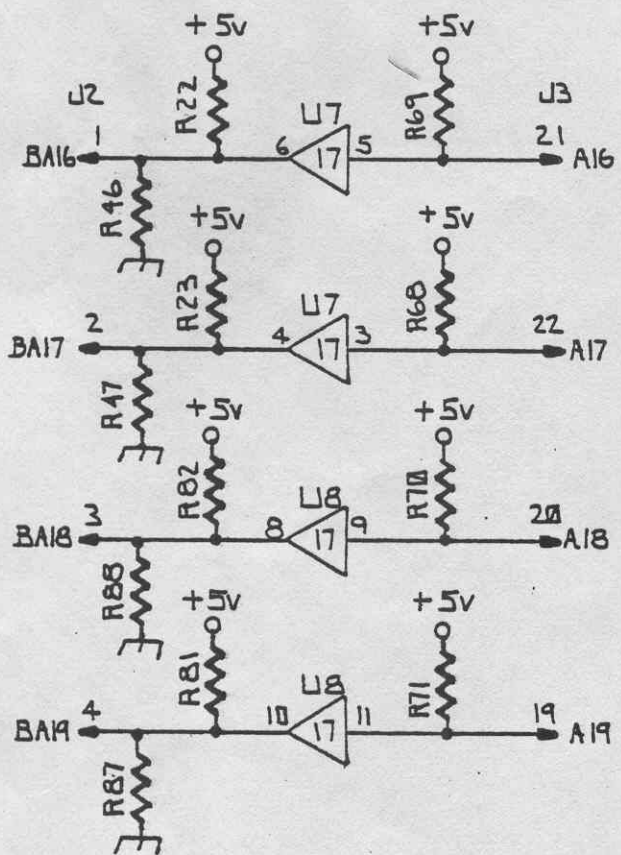 +5v +5v
J2 R22 U7 R69 J3
1 6 17 5 21
BA16 A16
R46
+5v +5v
R23 U7 R68
2 4 17 3 22
BA17 A17
R47
+5v +5v
R82 U8 R70
3 8 17 9 20
BA18 A18
R88
+5v +5v
R81 U8 R71
4 10 17 11 19
BA19 A19
R87